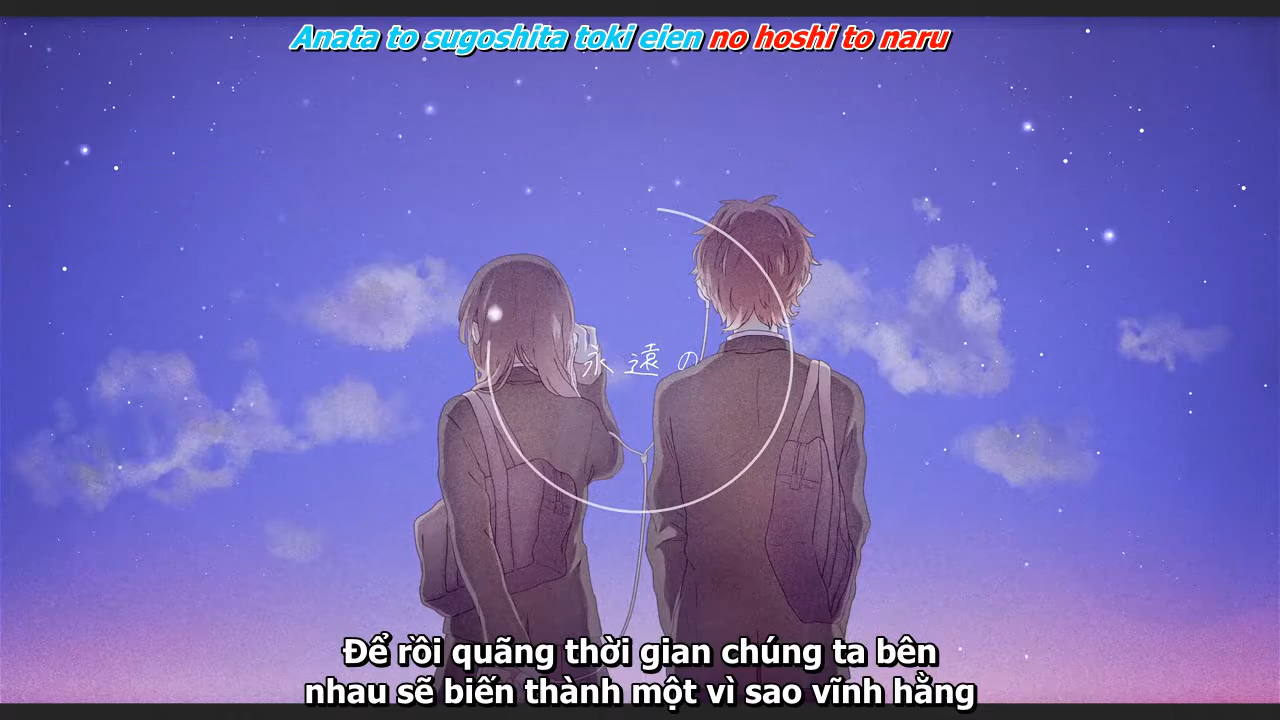 Anata to sugoshita toki eien no hoshi to naru
永遠の
Để rồi quãng thời gian chúng ta bên
nhau sẽ biến thành một vì sao vĩnh hằng